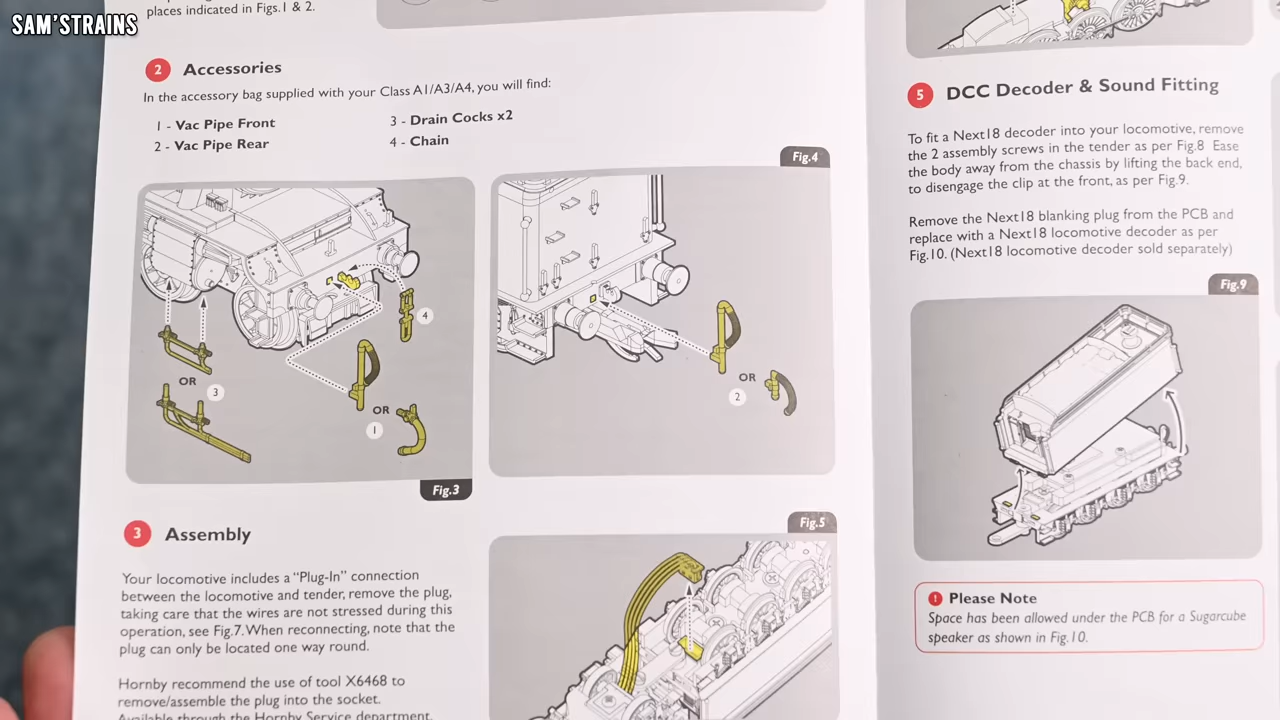 SAM'STRAINS
places indicated in Figs.1 & 2.
2 Accessories
In the accessory bag supplied with your Class A1/A3/A4, you will find:
1 - Vac Pipe Front
2 - Vac Pipe Rear
3 - Drain Cocks x2
4 - Chain
4
OR
3
OR
1
Fig.3
Fig.4
OR
2
3 Assembly
Your locomotive includes a "Plug-In" connection
between the locomotive and tender, remove the plug,
taking care that the wires are not stressed during this
operation, see Fig.7. When reconnecting, note that the
plug can only be located one way round.
Hornby recommend the use of tool X6468 to
remove/assemble the plug into the socket.
Available through the Hornby Service department.
Fig.5
5 DCC Decoder & Sound Fitting
To fit a Next18 decoder into your locomotive, remove
the 2 assembly screws in the tender as per Fig.8 Ease
the body away from the chassis by lifting the back end,
to disengage the clip at the front, as per Fig.9.
Remove the Next18 blanking plug from the PCB and
replace with a Next18 locomotive decoder as per
Fig.10. (Next18 locomotive decoder sold separately)
Fig.9
! Please Note
Space has been allowed under the PCB for a Sugarcube
speaker as shown in Fig.10.